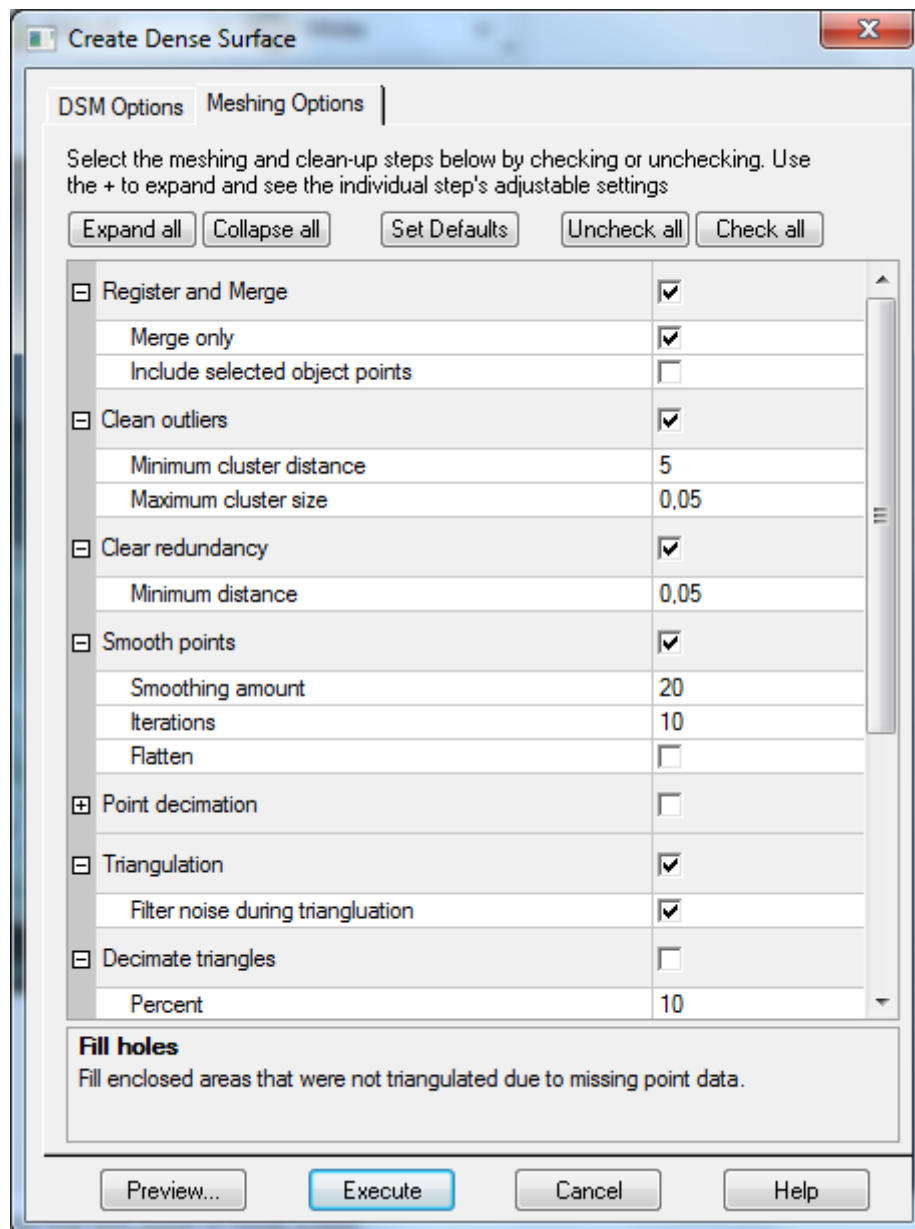 Create Dense Surface
DSM Options Meshing Options
Select the meshing and clean-up steps below by checking or unchecking. Use
the + to expand and see the individual step's adjustable settings
Expand all Collapse all Set Defaults Uncheck all Check all
Register and Merge
Merge only
Include selected object points
Clean outliers
Minimum cluster distance 5
Maximum cluster size 0,05
Clear redundancy
Minimum distance 0,05
Smooth points
Smoothing amount 20
Iterations 10
Flatten
Point decimation
Triangulation
Filter noise during triangluation
Decimate triangles
Percent 10
Fill holes
Fill enclosed areas that were not triangulated due to missing point data.
Preview... Execute Cancel Help